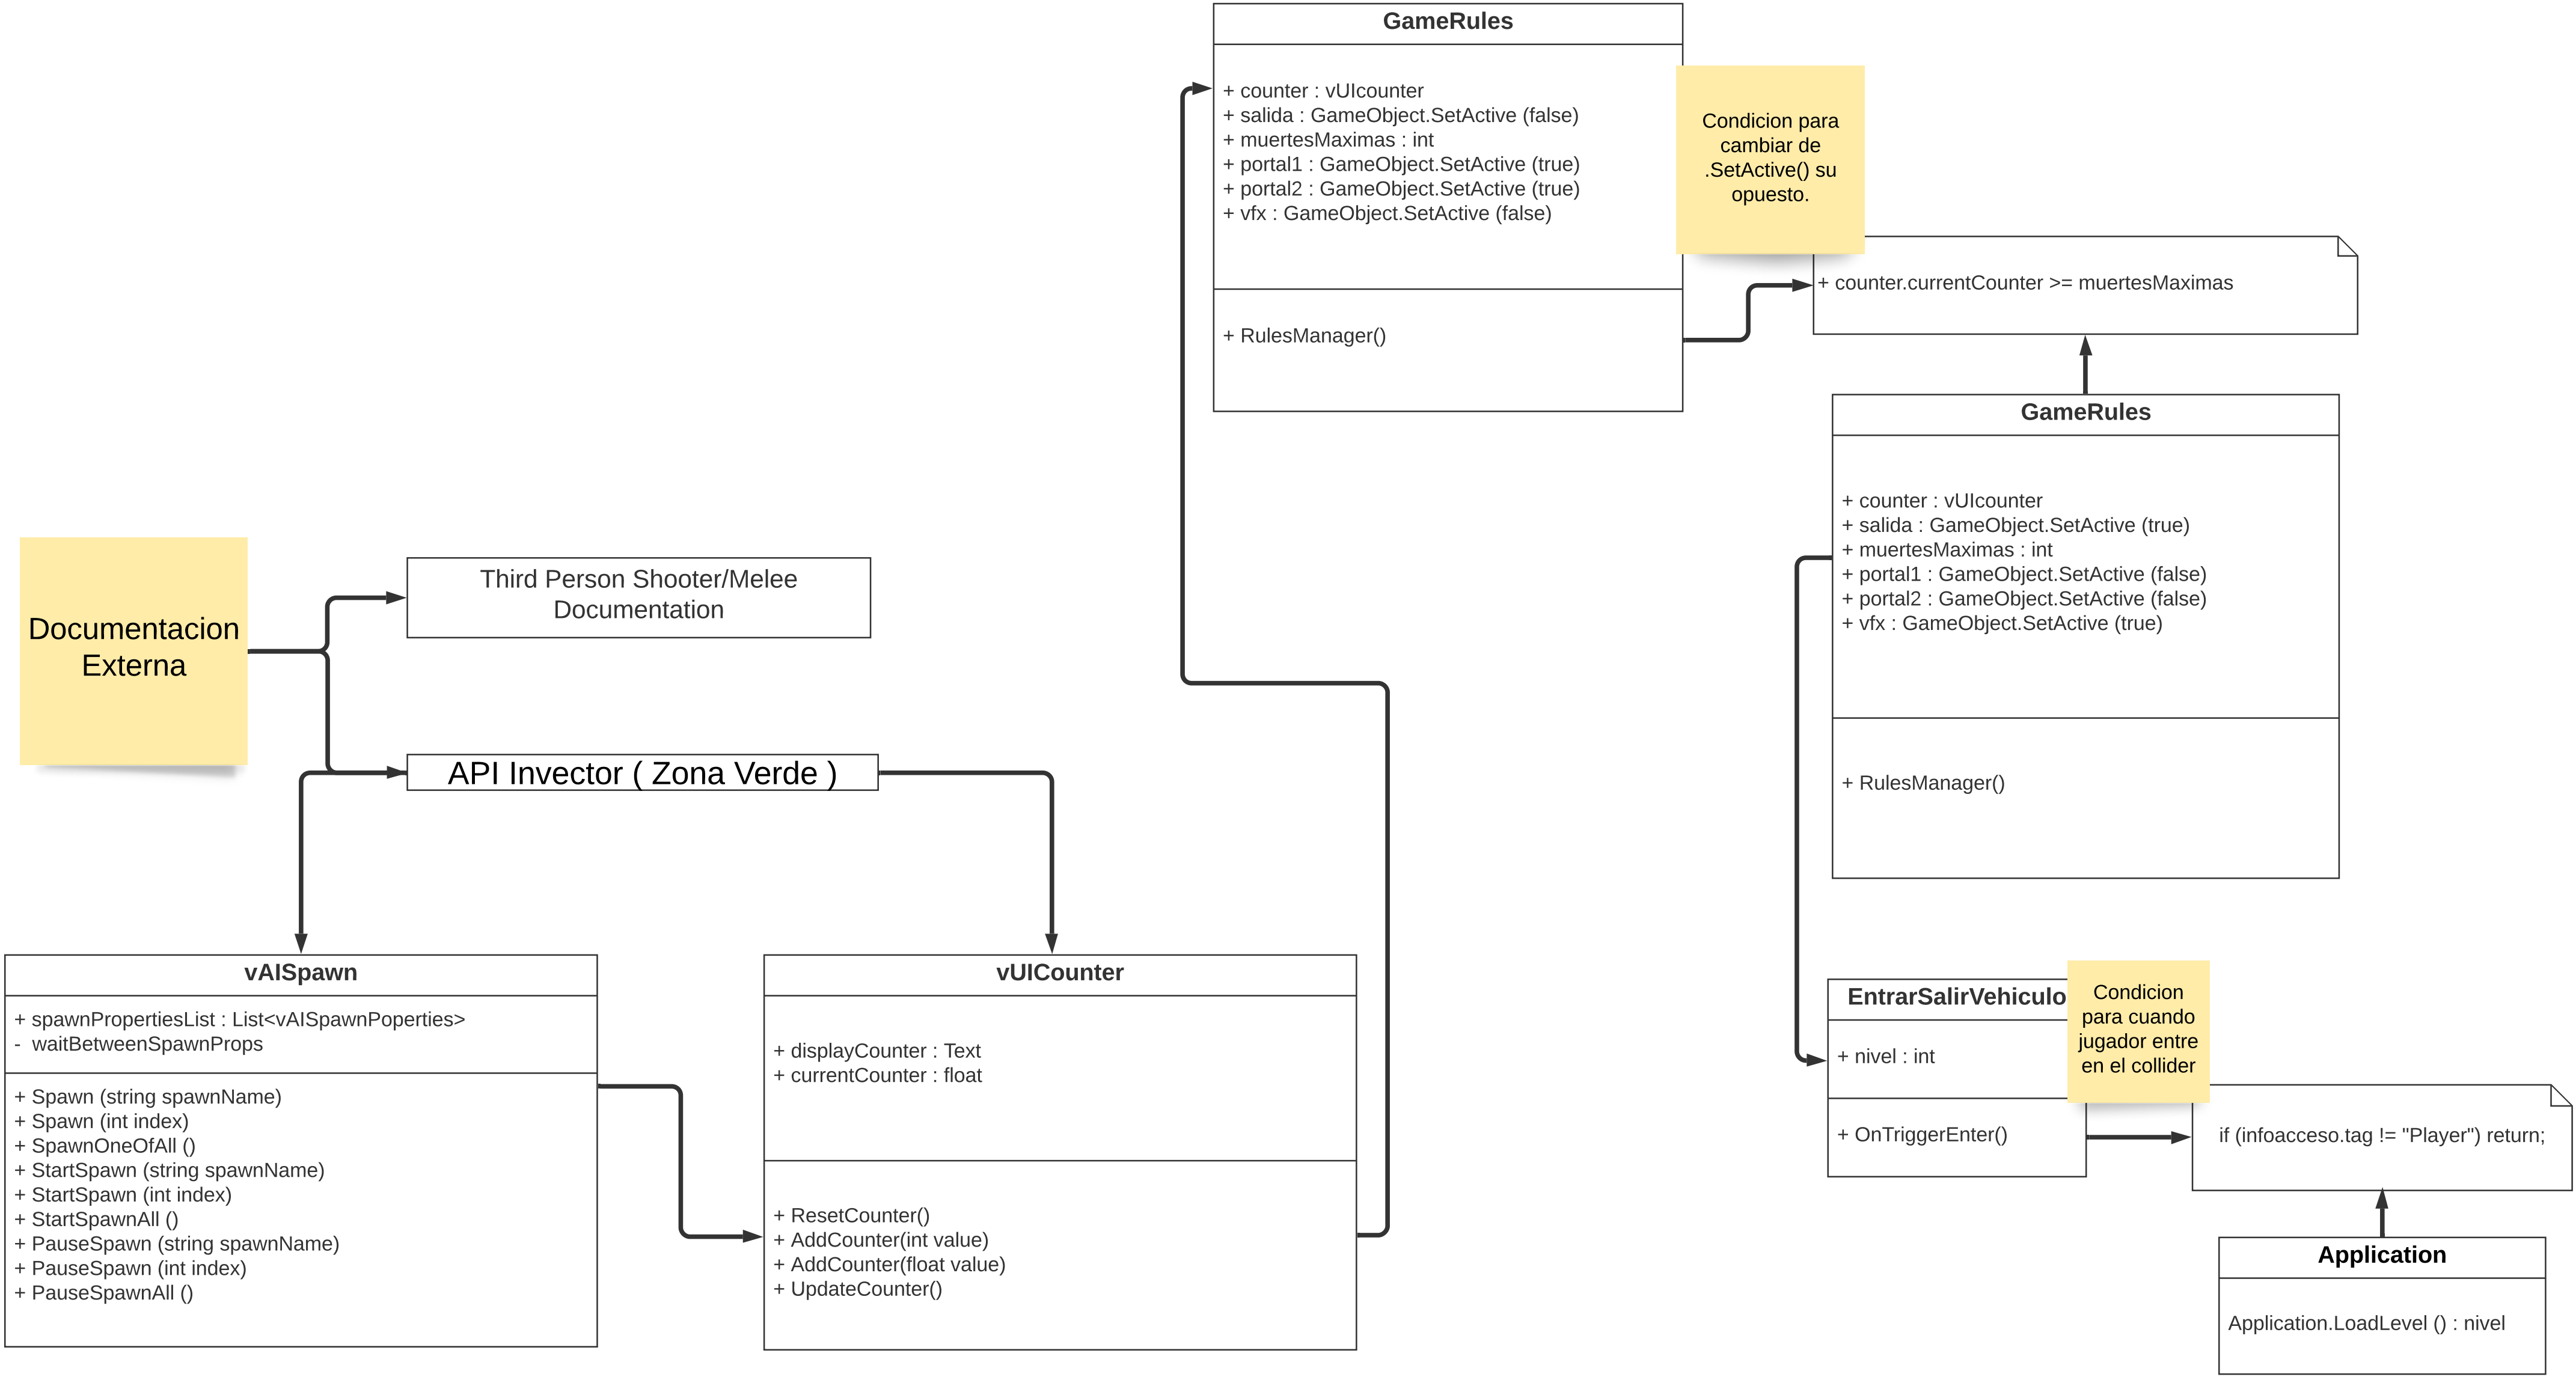 GameRules
+ counter : vUIcounter
+ salida : GameObject.SetActive (false)
+ muertesMaximas : int
+ portal1 : GameObject.SetActive (true)
+ portal2 : GameObject.SetActive (true)
+ vfx : GameObject.SetActive (false)
+ RulesManager()
Condicion para
cambiar de
.SetActive() su
opuesto.
+ counter.currentCounter >= muertesMaximas
GameRules
+ counter : vUIcounter
+ salida : GameObject.SetActive (true)
+ muertesMaximas : int
+ portal1 : GameObject.SetActive (false)
+ portal2 : GameObject.SetActive (false)
+ vfx : GameObject.SetActive (true)
+ RulesManager()
Documentacion
Externa
Third Person Shooter/Melee
Documentation
API Invector ( Zona Verde )
vAISpawn
+ spawnPropertiesList : List<vAISpawnPoperties>
- waitBetweenSpawnProps
+ Spawn (string spawnName)
+ Spawn (int index)
+ SpawnOneOfAll ()
+ StartSpawn (string spawnName)
+ StartSpawn (int index)
+ StartSpawnAll ()
+ PauseSpawn (string spawnName)
+ PauseSpawn (int index)
+ PauseSpawnAll ()
vUICounter
+ displayCounter : Text
+ currentCounter : float
+ ResetCounter()
+ AddCounter(int value)
+ AddCounter(float value)
+ UpdateCounter()
EntrarSalirVehiculo
+ nivel : int
+ OnTriggerEnter()
Condicion
para cuando
jugador entre
en el collider
if (infoacceso.tag != "Player") return;
Application
Application.LoadLevel () : nivel